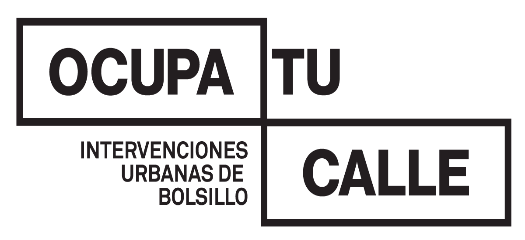 OCUPA TU
CALLE
INTERVENCIONES
URBANAS DE
BOLSILLO